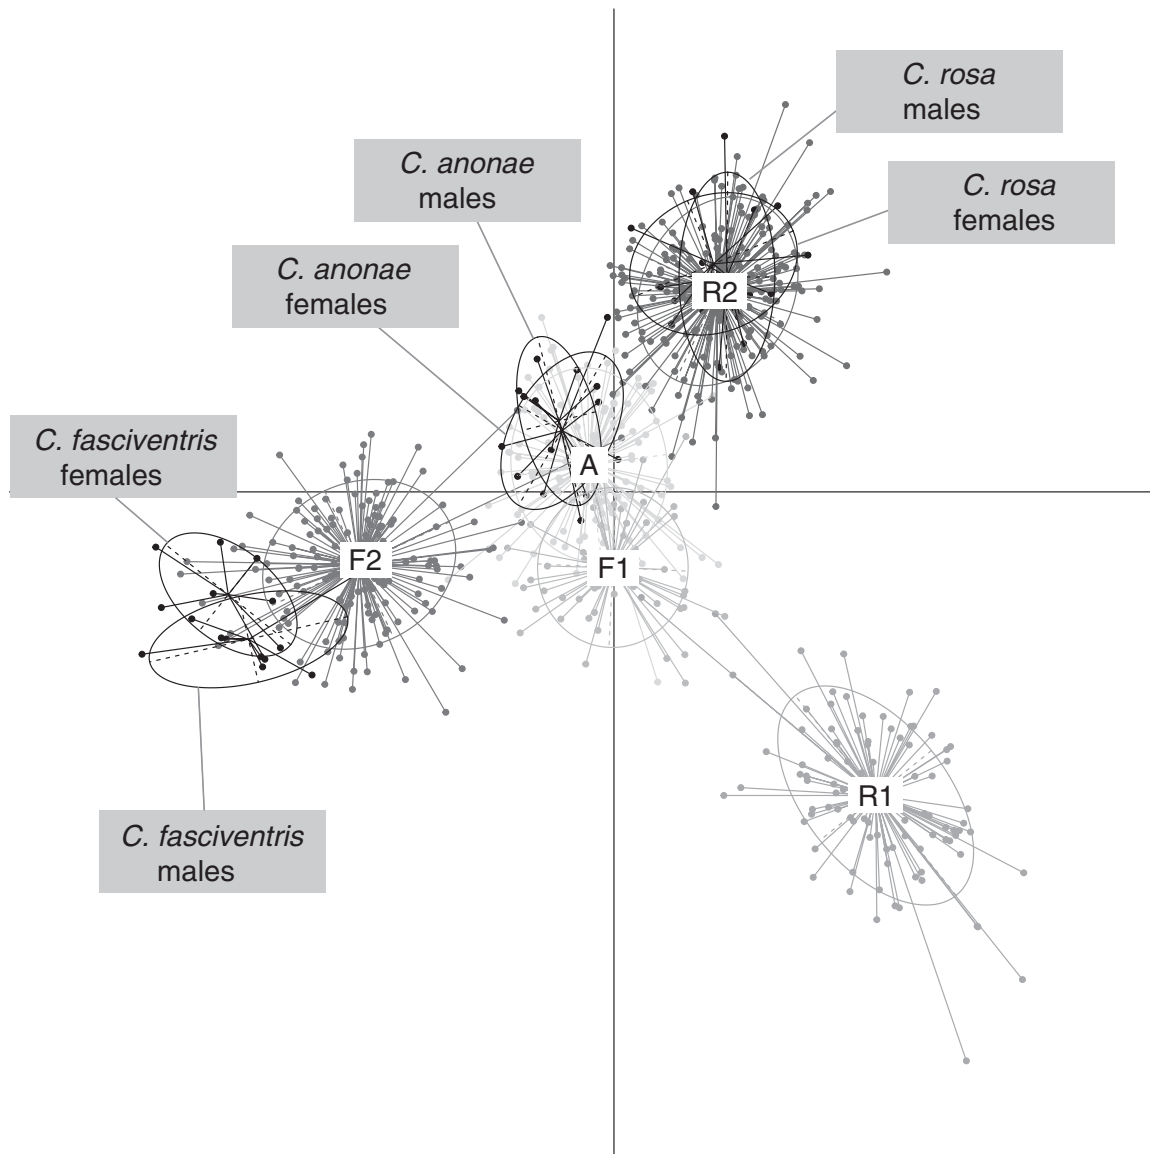 C. rosa
males
C. anonae
males
C. rosa
females
C. anonae
females
R2
C. fasciventris
females
A
F2
F1
R1
C. fasciventris
males